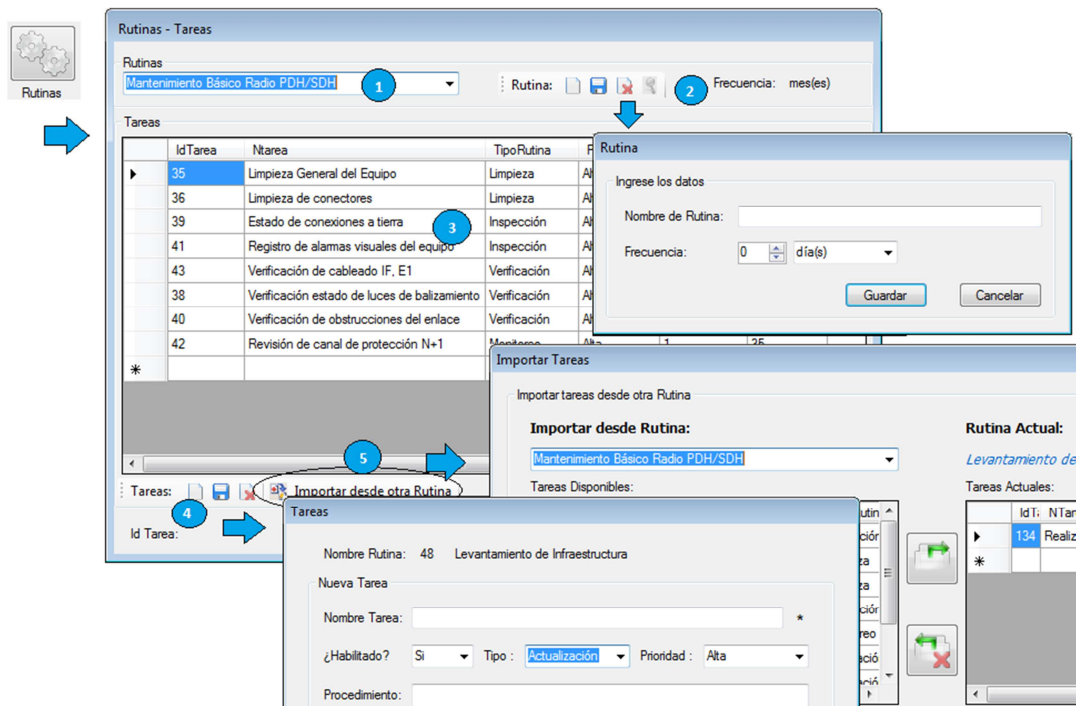 Rutinas
Rutinas - Tareas
Rutinas
Mantenimiento Básico Radio PDH/SDH
1
Rutina:
2
Frecuencia: mes(es)
Tareas
IdTarea Ntarea TipoRutina
35 Limpieza General del Equipo Limpieza
36 Limpieza de conectores Limpieza
39 Estado de conexiones a tierra Inspección
3
41 Registro de alarmas visuales del equipo Inspección
43 Verificación de cableado IF, E1 Verificación
38 Verificación estado de luces de balizamiento Verificación
40 Verificación de obstrucciones del enlace Verificación
42 Revisión de canal de protección N+1 Monitoreo Alta 1 25
Rutina
Ingrese los datos
Nombre de Rutina:
Frecuencia: 0 día(s)
Guardar Cancelar
5
Tareas: Importar desde otra Rutina
4
Id Tarea:
Importar Tareas
Importar tareas desde otra Rutina
Importar desde Rutina: Rutina Actual:
Mantenimiento Básico Radio PDH/SDH Levantamiento de
Tareas Disponibles: Tareas Actuales:
134 Realiz
Tareas
Nombre Rutina: 48 Levantamiento de Infraestructura
Nueva Tarea
Nombre Tarea: *
¿Habilitado? Si Tipo : Actualización Prioridad : Alta
Procedimiento: